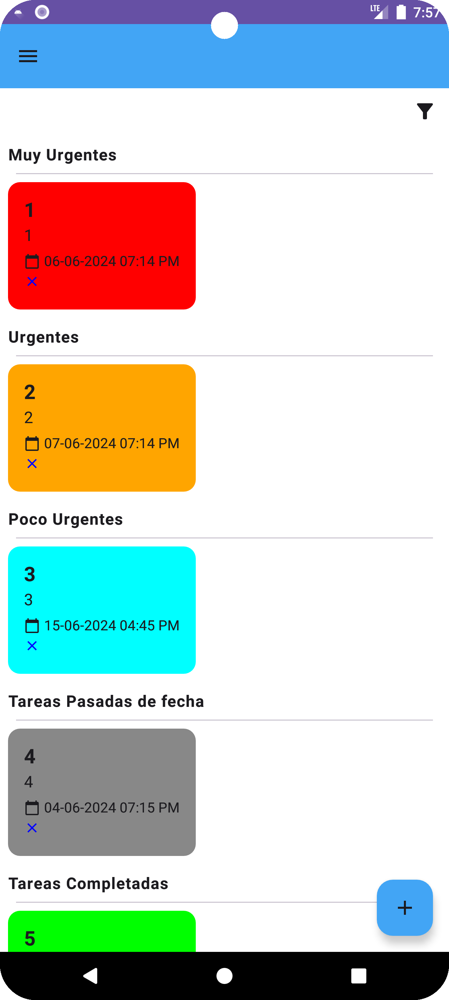 LTE 7:57
Muy Urgentes
1
1
06-06-2024 07:14 PM
Urgentes
2
2
07-06-2024 07:14 PM
Poco Urgentes
3
3
15-06-2024 04:45 PM
Tareas Pasadas de fecha
4
4
04-06-2024 07:15 PM
Tareas Completadas
5